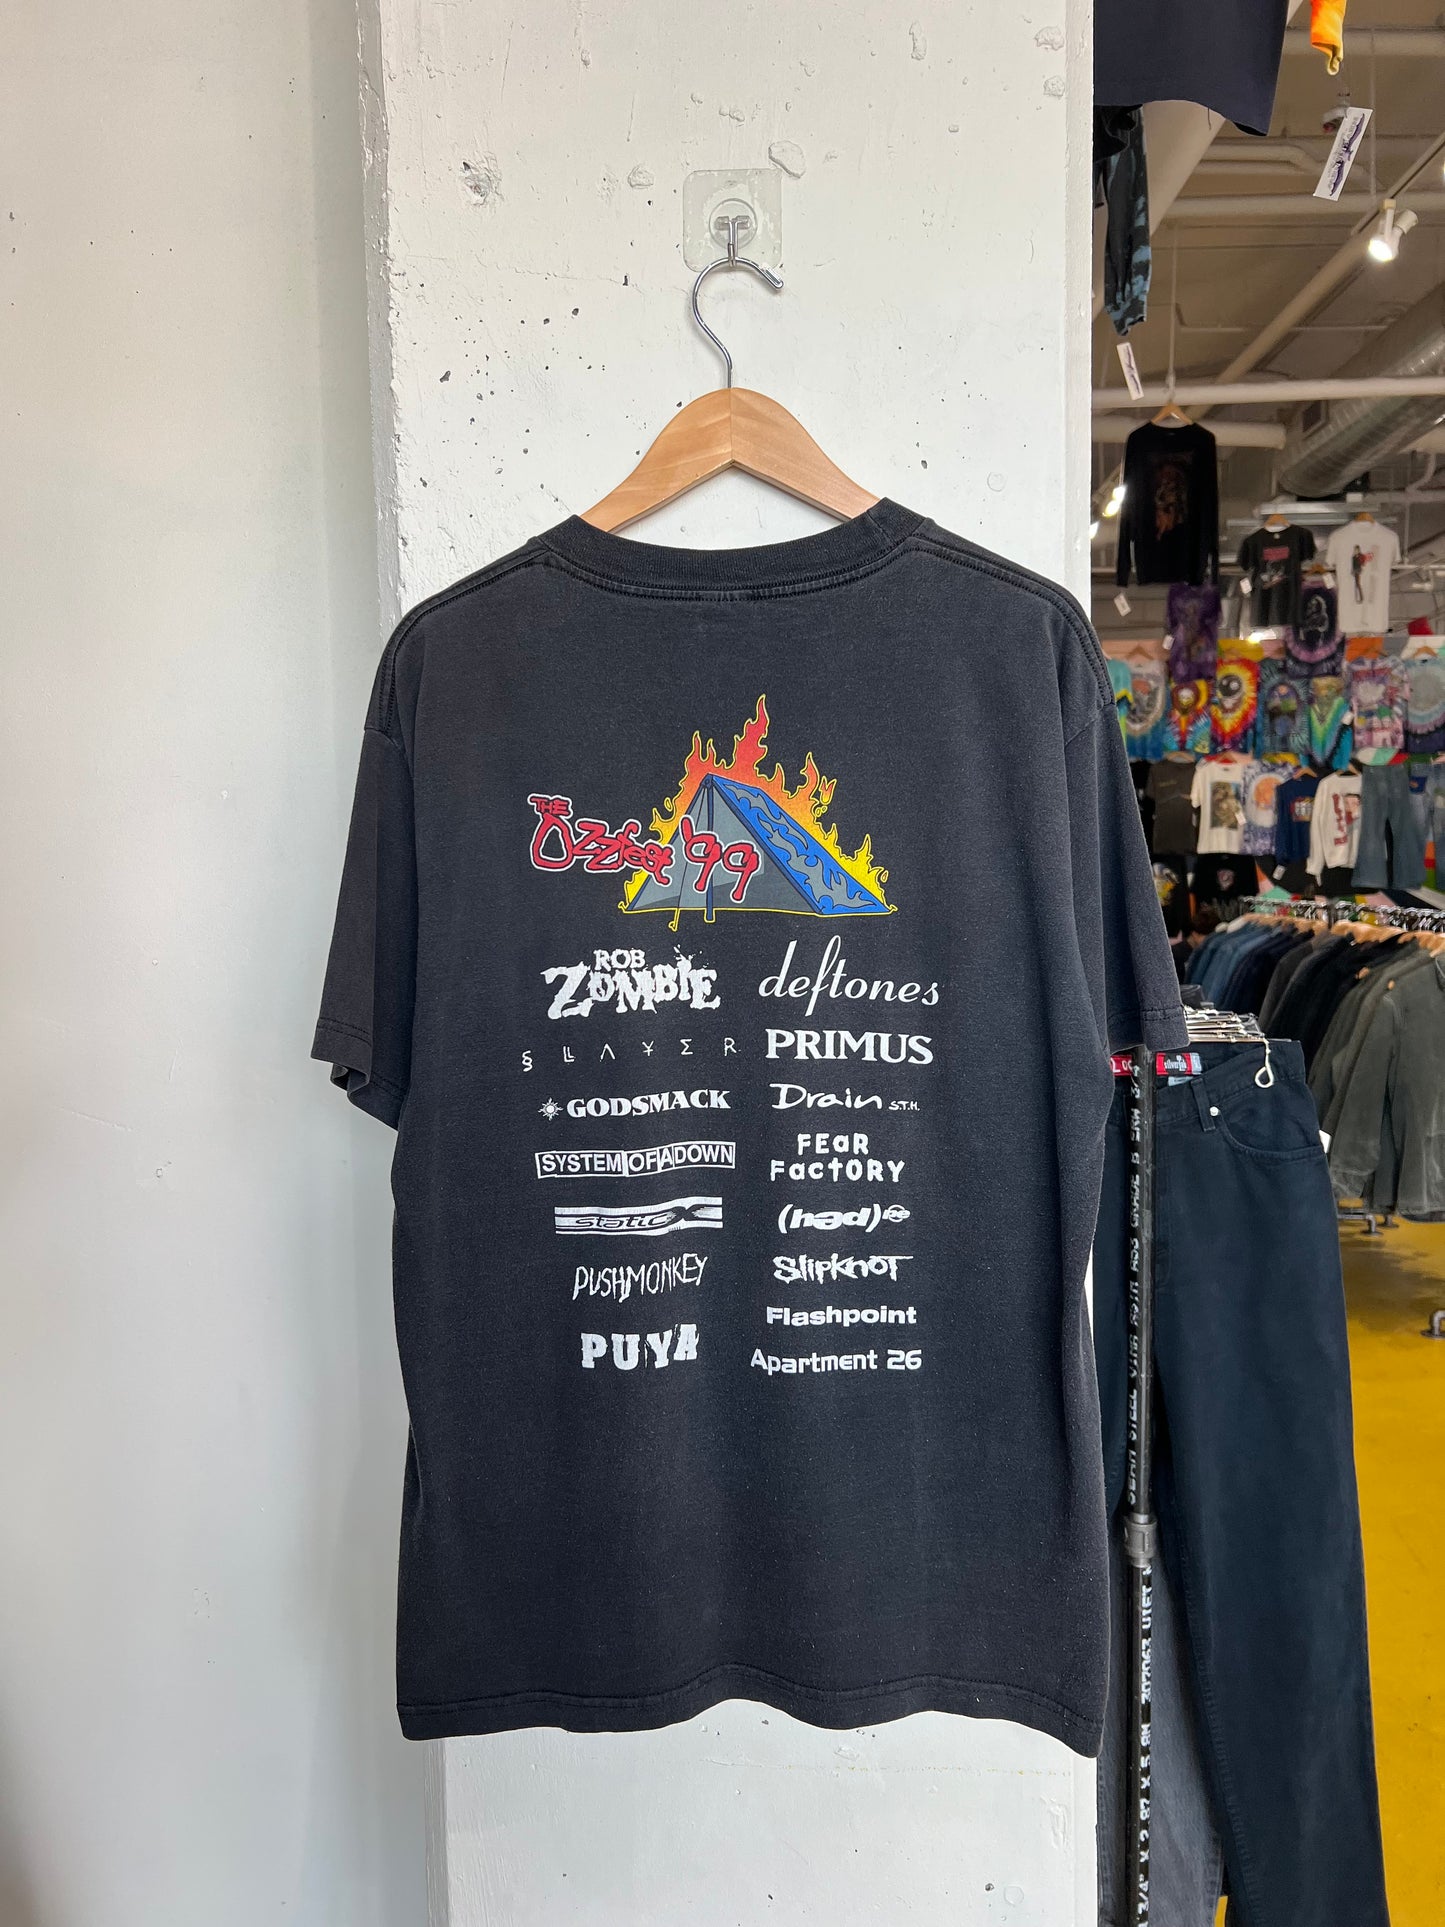 THE
Ozzfest '99
ROB
ZOMBIE
deftones
SLAYER
PRIMUS
GODSMACK
Drain S.T.H.
SYSTEM OF A DOWN
FEAR
FACTORY
static X
(həd) pe
PUSHMONKEY
SLIPKNOT
Flashpoint
PUYA
Apartment 26